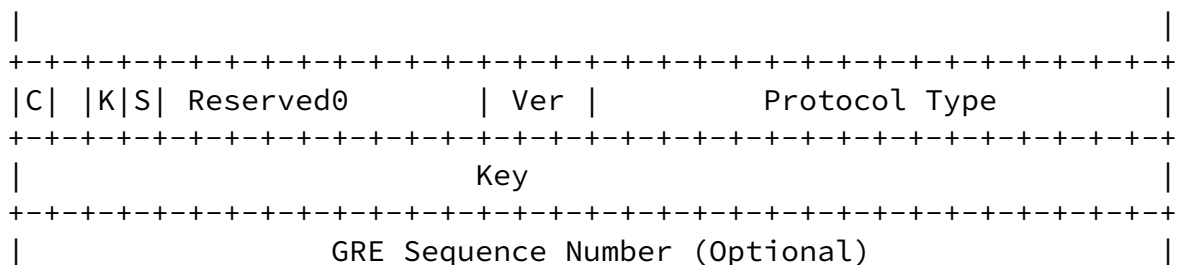 |                                                               |
+-+-+-+-+-+-+-+-+-+-+-+-+-+-+-+-+-+-+-+-+-+-+-+-+-+-+-+-+-+-+-+-+
|C| |K|S| Reserved0       | Ver |         Protocol Type         |
+-+-+-+-+-+-+-+-+-+-+-+-+-+-+-+-+-+-+-+-+-+-+-+-+-+-+-+-+-+-+-+-+
|                         Key                                   |
+-+-+-+-+-+-+-+-+-+-+-+-+-+-+-+-+-+-+-+-+-+-+-+-+-+-+-+-+-+-+-+-+
|                 GRE Sequence Number (Optional)                |